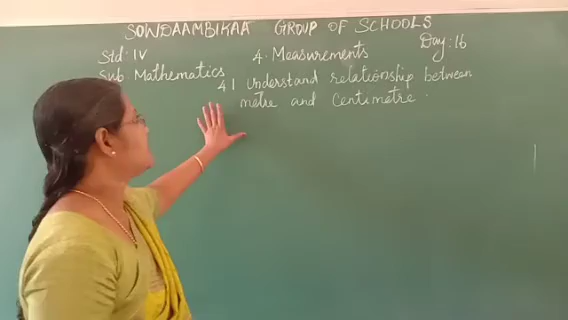 SOWDAAMBIKAA GROUP OF SCHOOLS
Std: IV 4. Measurements Day: 16
Sub Mathematics
4.1 Understand relationship between
metre and Centimetre.